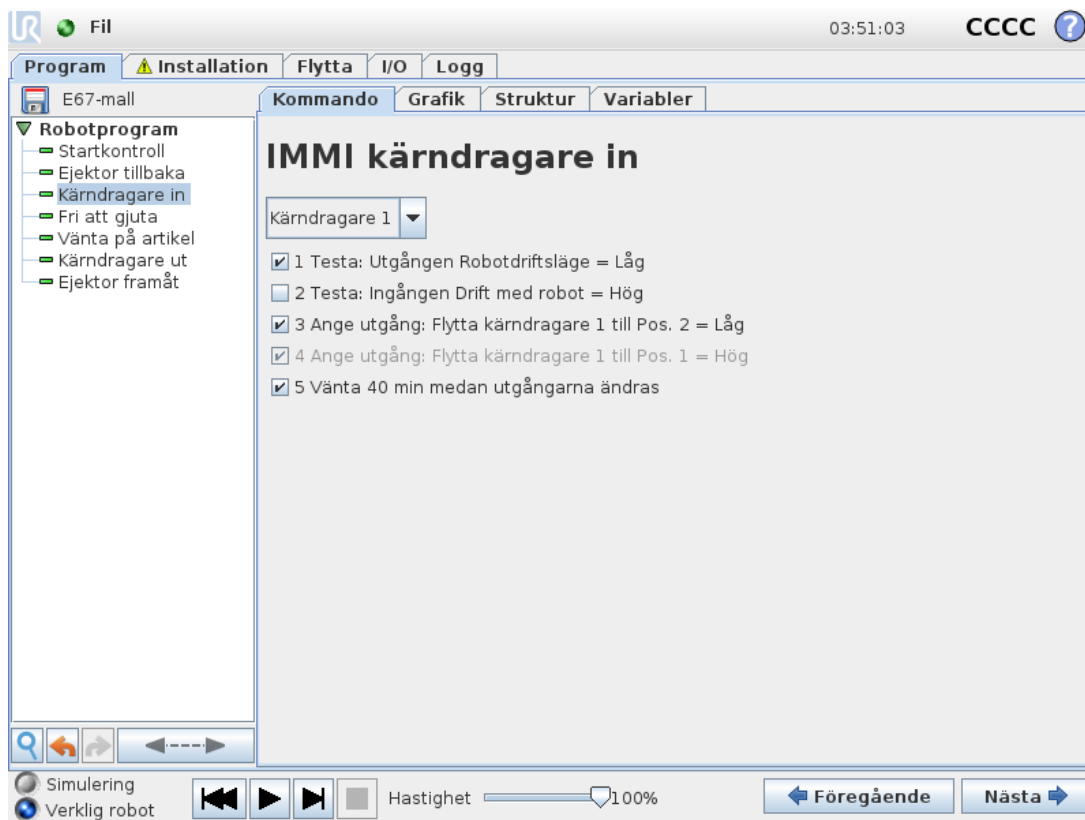 UR Fil 03:51:03 CCCC ?
Program Installation Flytta I/O Logg
E67-mall
Kommando Grafik Struktur Variabler
Robotprogram
Startkontroll
Ejektor tillbaka
Kärndragare in
Fri att gjuta
Vänta på artikel
Kärndragare ut
Ejektor framåt
IMMI kärndragare in
Kärndragare 1
1 Testa: Utgången Robotdriftsläge = Låg
2 Testa: Ingången Drift med robot = Hög
3 Ange utgång: Flytta kärndragare 1 till Pos. 2 = Låg
4 Ange utgång: Flytta kärndragare 1 till Pos. 1 = Hög
5 Vänta 40 min medan utgångarna ändras
Simulering
Verklig robot
Hastighet 100%
Föregående Nästa